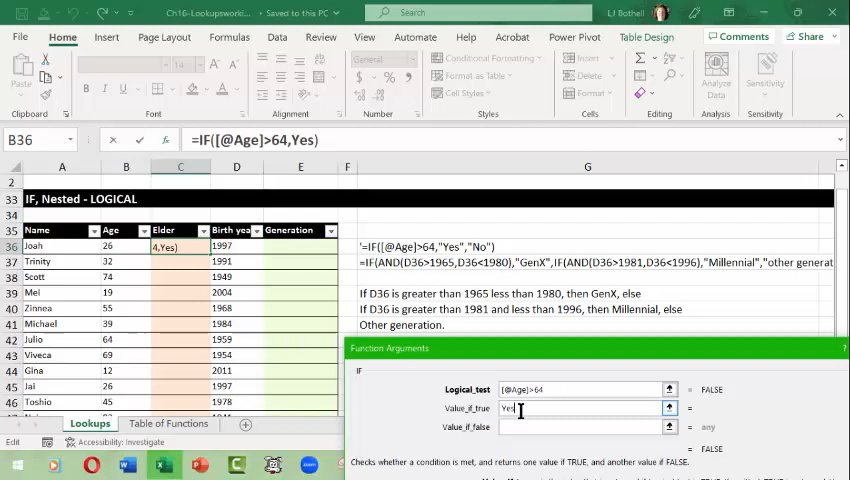 Ch16-Lookupsworki... • Saved to this PC
Search
LJ Bothell
File Home Insert Page Layout Formulas Data Review View Automate Help Acrobat Power Pivot Table Design Comments Share
General
Conditional Formatting
Format as Table
Cell Styles
Insert
Delete
Format
Paste
Analyze Data
Sensitivity
Clipboard Font Alignment Number Styles Cells Editing Analysis Sensitivity
B36 =IF([@Age]>64,Yes)
A B C D E F G
2
33 IF, Nested - LOGICAL
34
35 Name Age Elder Birth yea Generation
36 Joah 26 4,Yes) 1997 '=IF([@Age]>64,"Yes","No")
37 Trinity 32 1991 =IF(AND(D36>1965,D36<1980),"GenX",IF(AND(D36>1981,D36<1996),"Millennial","other generat
38 Scott 74 1949
39 Mel 19 2004 If D36 is greater than 1965 less than 1980, then GenX, else
40 Zinnea 55 1968 If D36 is greater than 1981 and less than 1996, then Millennial, else
41 Michael 39 1984 Other generation.
42 Julio 64 1959
43 Viveca 69 1954
44 Gina 12 2011
45 Jai 26 1997
46 Toshio 45 1978
Function Arguments ?
IF
Logical_test [@Age]>64 = FALSE
Value_if_true Yes =
Value_if_false = any
= FALSE
Checks whether a condition is met, and returns one value if TRUE, and another value if FALSE.
Lookups Table of Functions
Edit Accessibility: Investigate
zoom